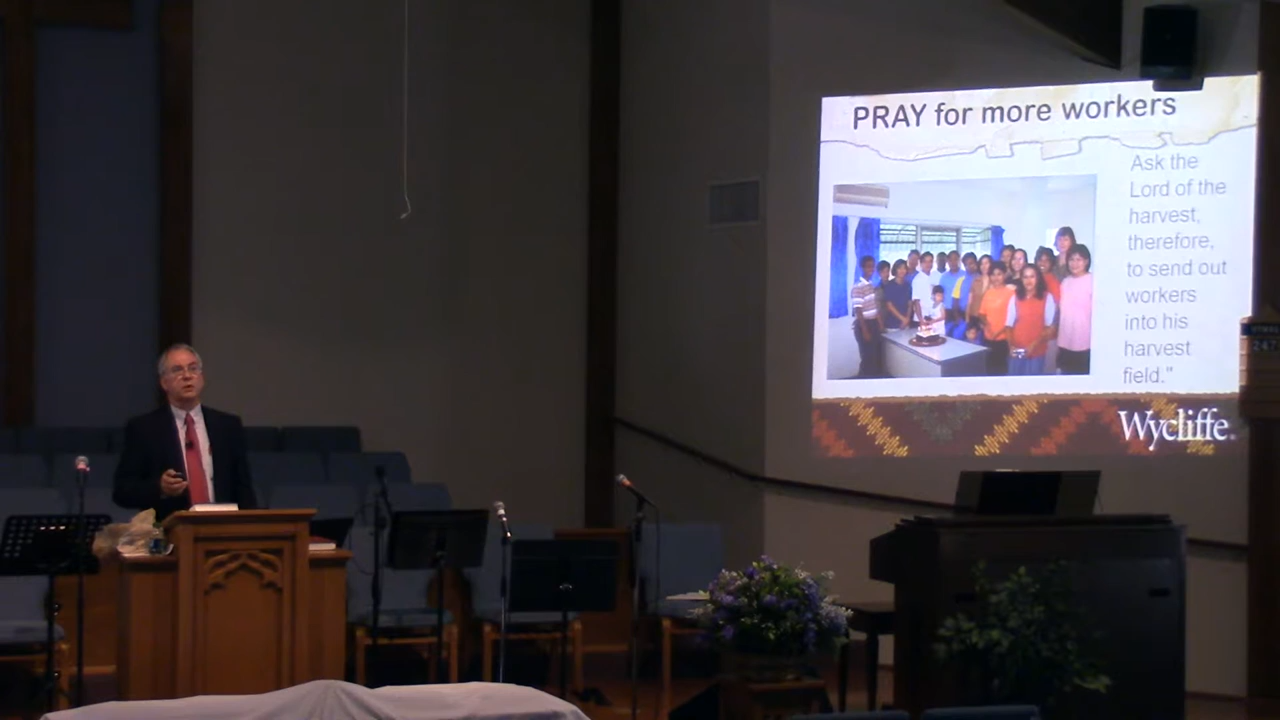 PRAY for more workers
Ask the
Lord of the
harvest,
therefore,
to send out
workers
into his
harvest
field."
Wycliffe.